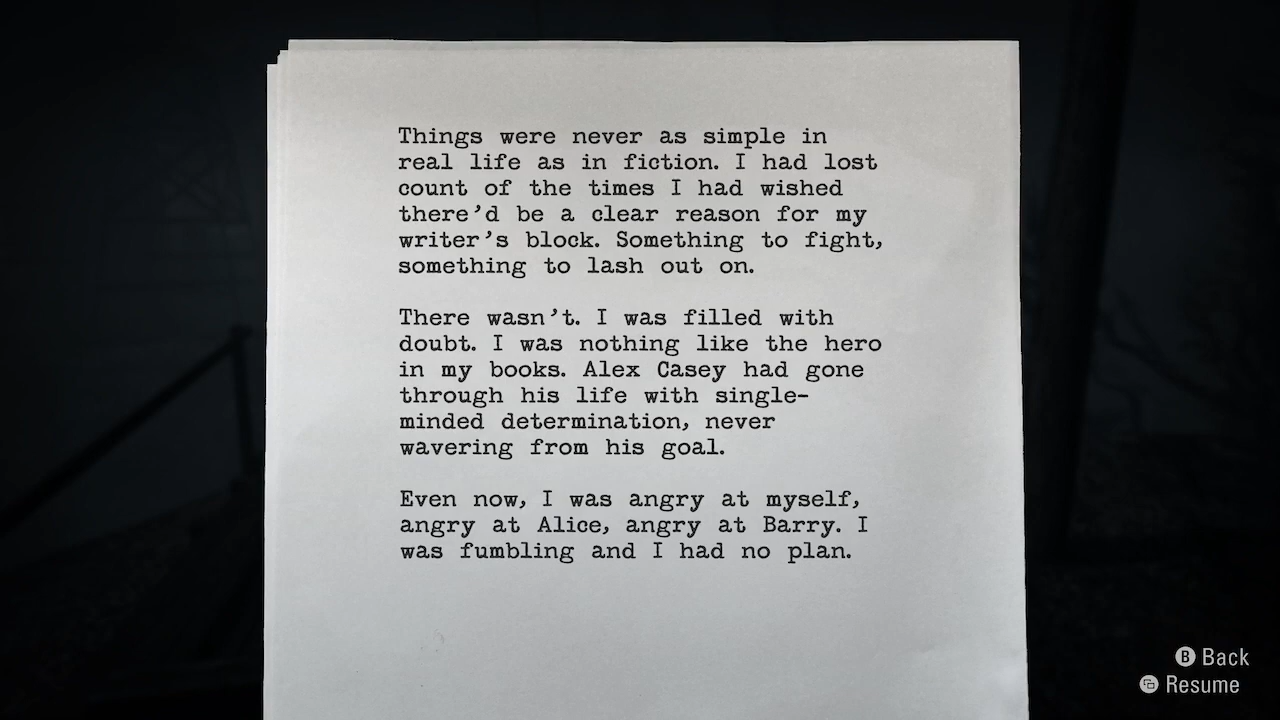 Things were never as simple in
real life as in fiction. I had lost
count of the times I had wished
there’d be a clear reason for my
writer’s block. Something to fight,
something to lash out on.
There wasn’t. I was filled with
doubt. I was nothing like the hero
in my books. Alex Casey had gone
through his life with single-
minded determination, never
wavering from his goal.
Even now, I was angry at myself,
angry at Alice, angry at Barry. I
was fumbling and I had no plan.
B Back
Resume